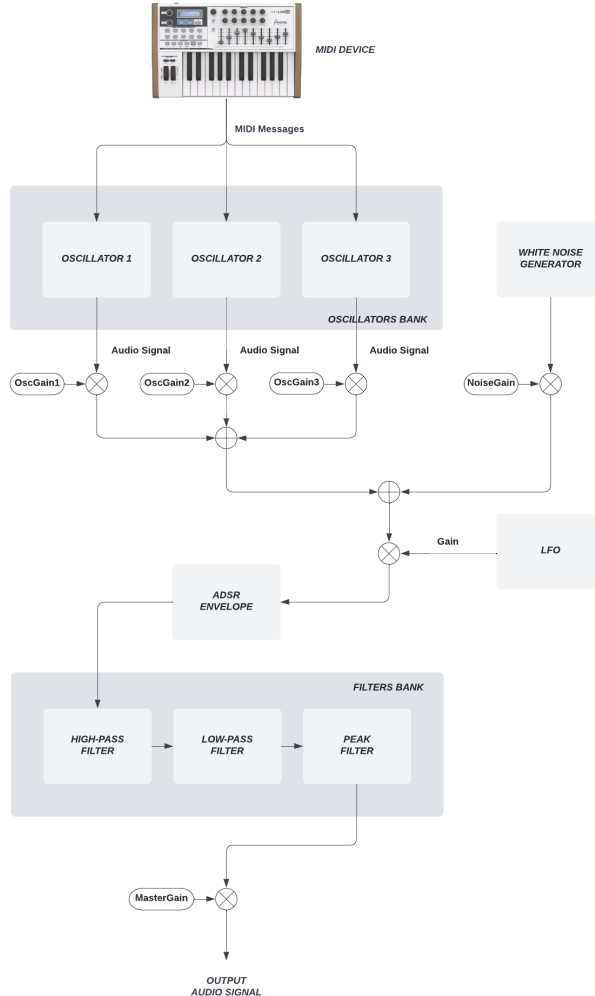 MIDI DEVICE
MIDI Messages
OSCILLATOR 1
OSCILLATOR 2
OSCILLATOR 3
WHITE NOISE
GENERATOR
OSCILLATORS BANK
Audio Signal
Audio Signal
Audio Signal
OscGain1
OscGain2
OscGain3
NoiseGain
Gain
LFO
ADSR
ENVELOPE
FILTERS BANK
HIGH-PASS
FILTER
LOW-PASS
FILTER
PEAK
FILTER
MasterGain
OUTPUT
AUDIO SIGNAL